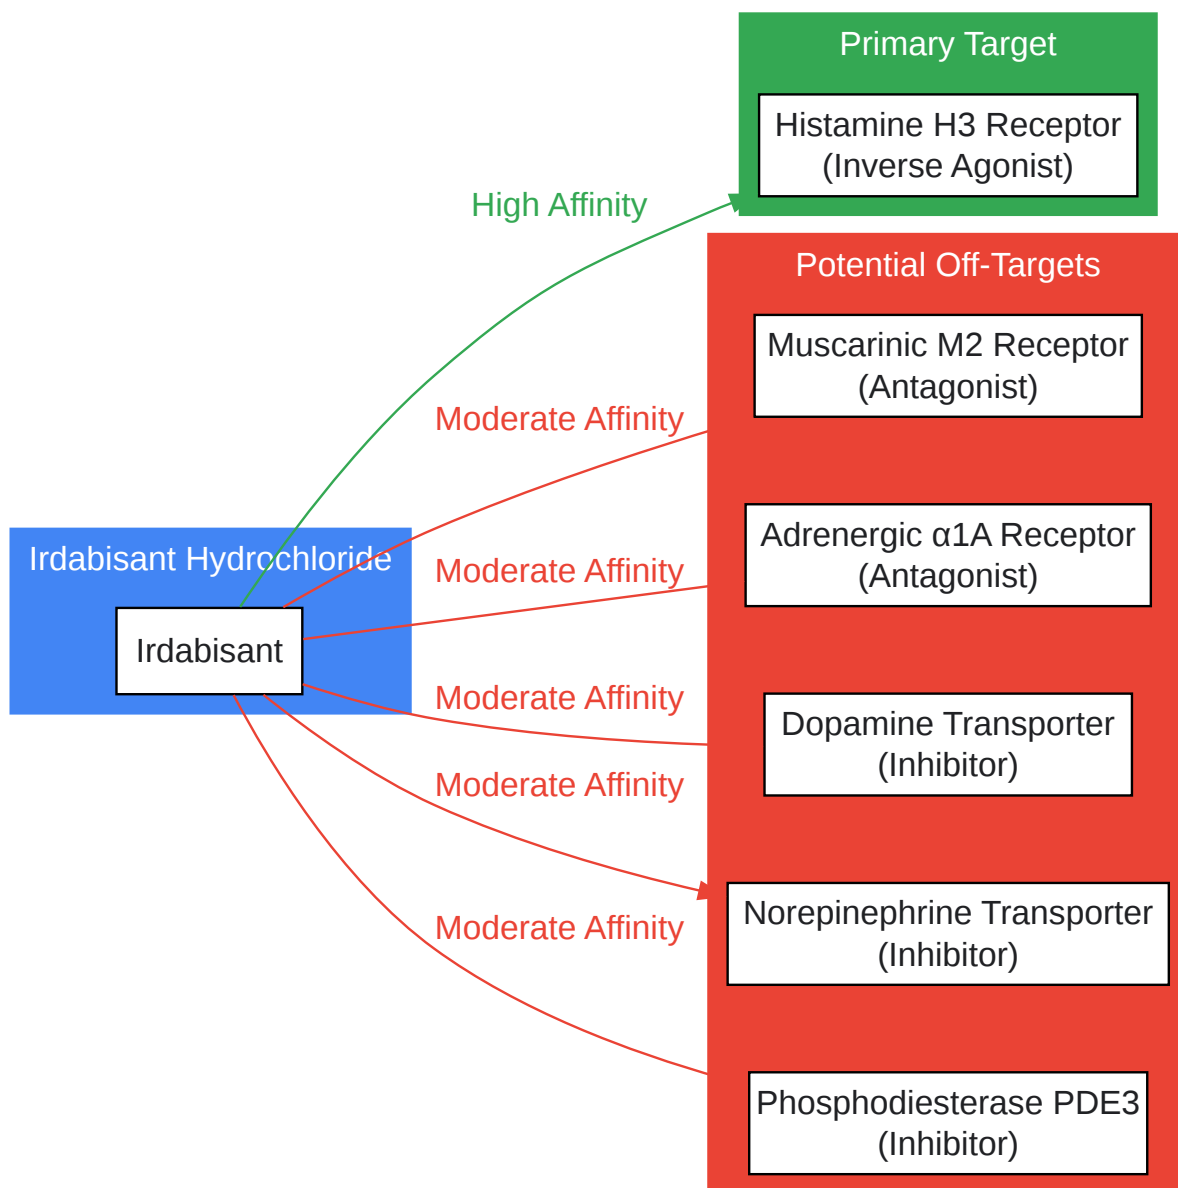 Primary Target
Histamine H3 Receptor
(Inverse Agonist)
High Affinity
Potential Off-Targets
Muscarinic M2 Receptor
(Antagonist)
Moderate Affinity
Adrenergic α1A Receptor
(Antagonist)
Moderate Affinity
Irdabisant Hydrochloride
Irdabisant
Moderate Affinity
Dopamine Transporter
(Inhibitor)
Moderate Affinity
Norepinephrine Transporter
(Inhibitor)
Moderate Affinity
Phosphodiesterase PDE3
(Inhibitor)